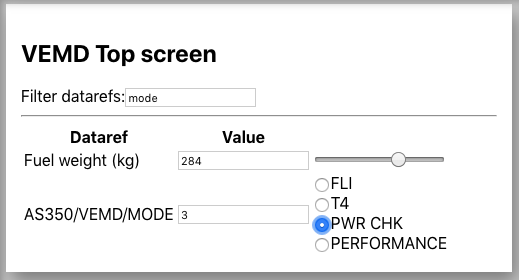 VEMD Top screen
Filter datarefs: mode
Dataref Value
Fuel weight (kg) 284
FLI
T4
AS350/VEMD/MODE 3
PWR CHK
PERFORMANCE